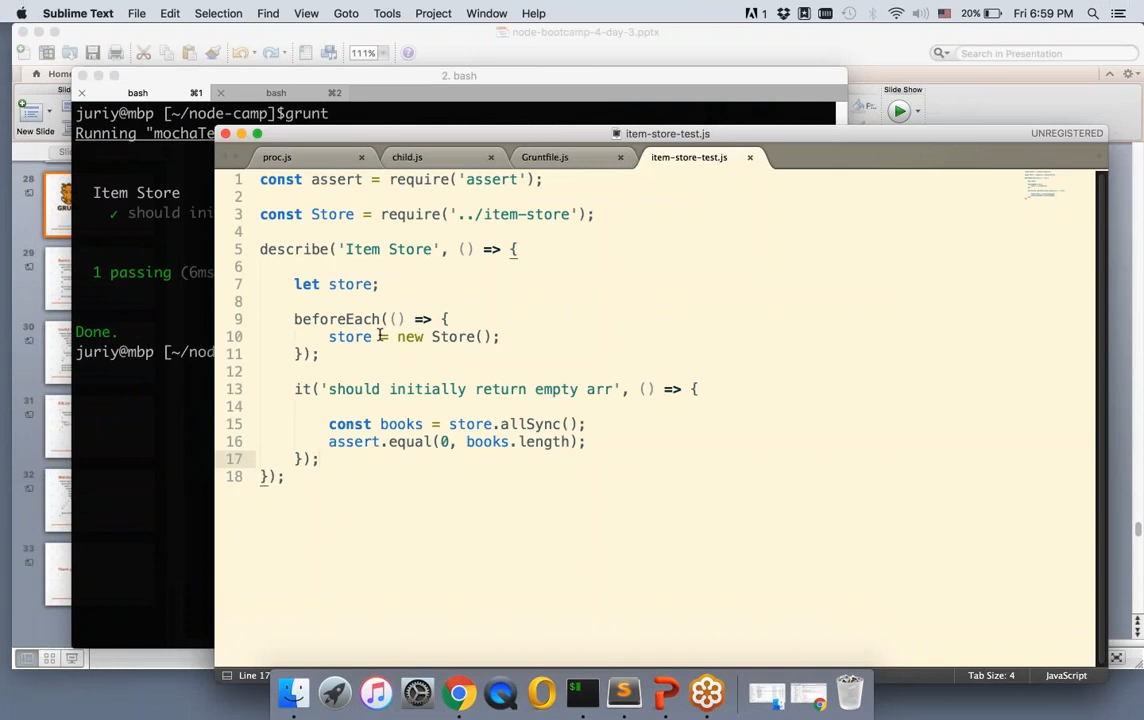 Sublime Text File Edit Selection Find View Goto Tools Project Window Help 1 20% Fri 6:59 PM
node-bootcamp-4-day-3.pptx
111% Search in Presentation
Home
2. bash
bash ⌘1 bash ⌘2
Slide Show
New Slide
juriy@mbp [~/node-camp]$grunt
Running "mochaTe
Item Store
✓ should ini
1 passing (6ms
Done.
juriy@mbp [~/nod
28
29
30
31
32
33
item-store-test.js UNREGISTERED
proc.js child.js Gruntfile.js item-store-test.js
1 const assert = require('assert');
2
3 const Store = require('../item-store');
4
5 describe('Item Store', () => {
6
7 let store;
8
9 beforeEach(() => {
10 store = new Store();
11 });
12
13 it('should initially return empty arr', () => {
14
15 const books = store.allSync();
16 assert.equal(0, books.length);
17 });
18 });
Line 17 Tab Size: 4 JavaScript